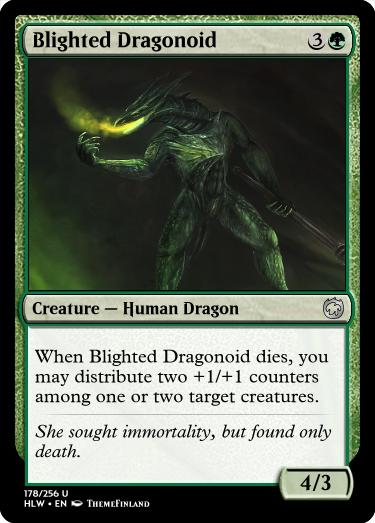 Blighted Dragonoid 3
Creature — Human Dragon
When Blighted Dragonoid dies, you
may distribute two +1/+1 counters
among one or two target creatures.
She sought immortality, but found only
death.
4/3
178/256 U
HLW • EN ThemeFinland